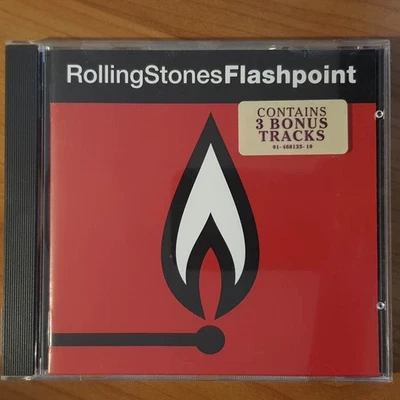 RollingStonesFlashpoint
CONTAINS
3 BONUS
TRACKS
01-468135-10